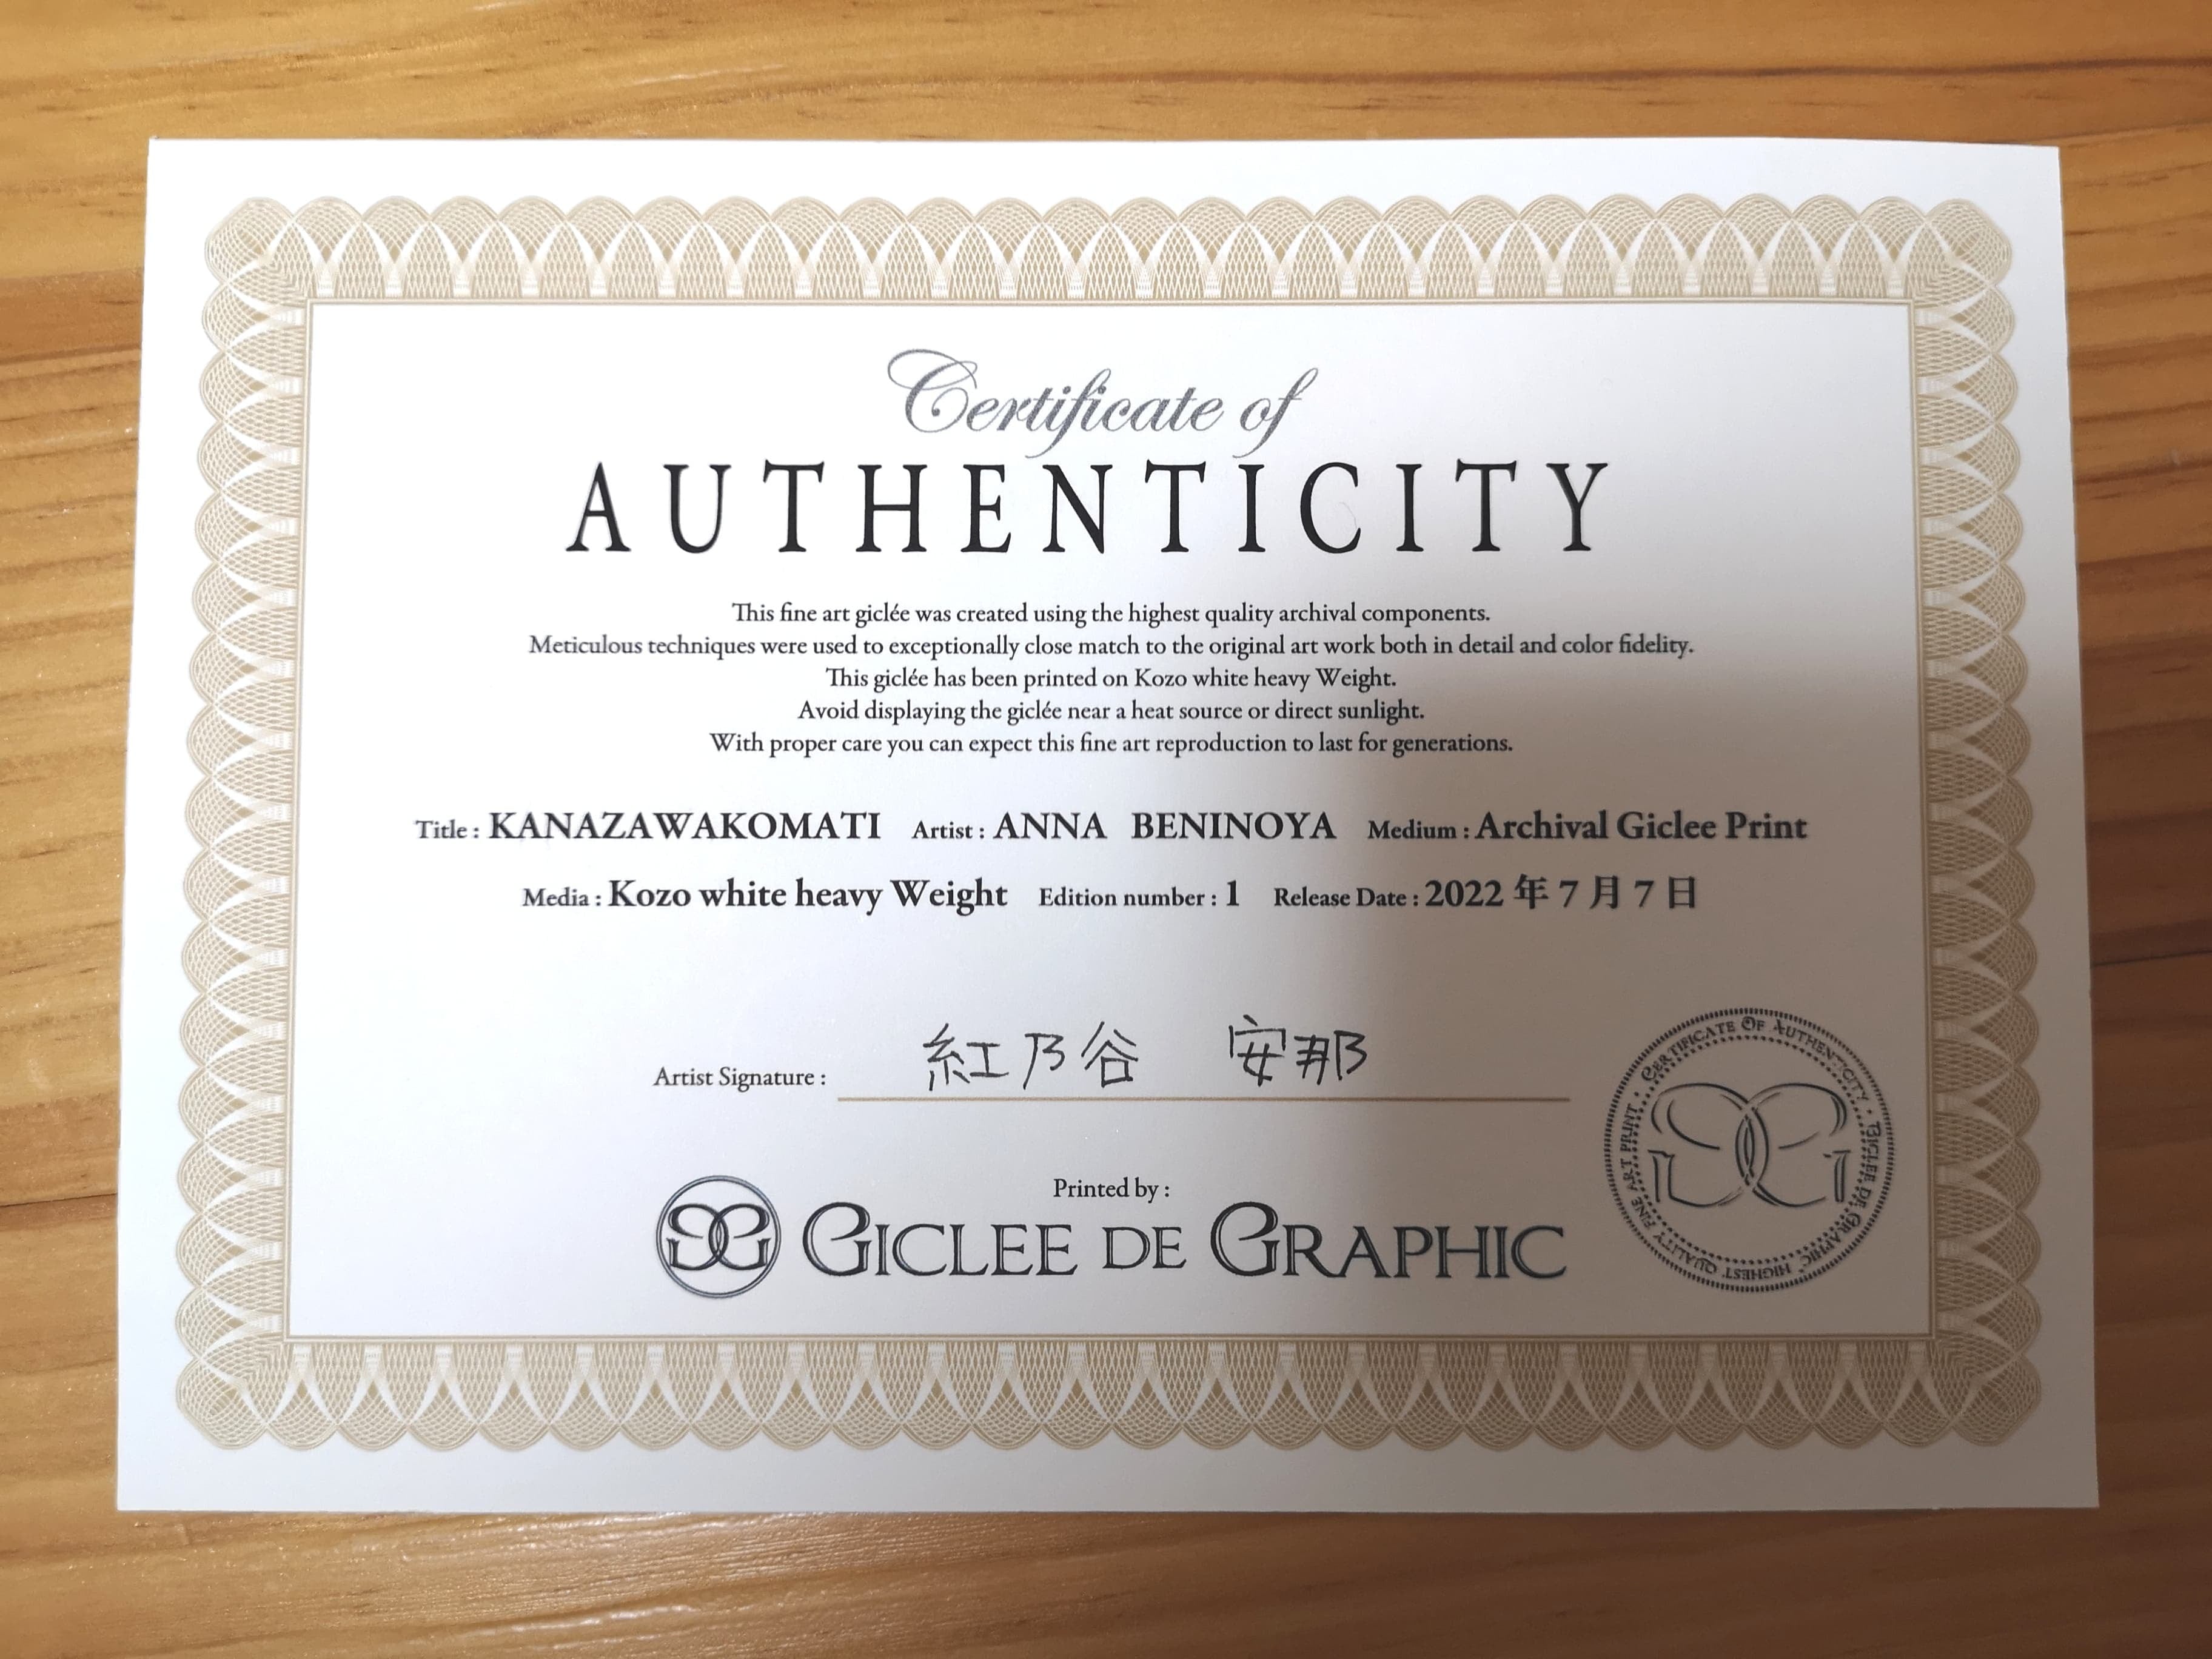 Certificate of
AUTHENTICITY
This fine art giclée was created using the highest quality archival components.
Meticulous techniques were used to exceptionally close match to the original art work both in detail and color fidelity.
This giclée has been printed on Kozo white heavy Weight.
Avoid displaying the giclée near a heat source or direct sunlight.
With proper care you can expect this fine art reproduction to last for generations.
Title : KANAZAWAKOMATI Artist : ANNA BENINOYA Medium : Archival Giclee Print
Media : Kozo white heavy Weight Edition number : 1 Release Date : 2022 年 7 月 7 日
Artist Signature : 紅乃谷 安那
Printed by :
GICLEE DE GRAPHIC
CERTIFICATE OF AUTHENTICITY · GICLEE DE GRAPHIC · HIGHEST QUALITY FINE ART PRINT ·